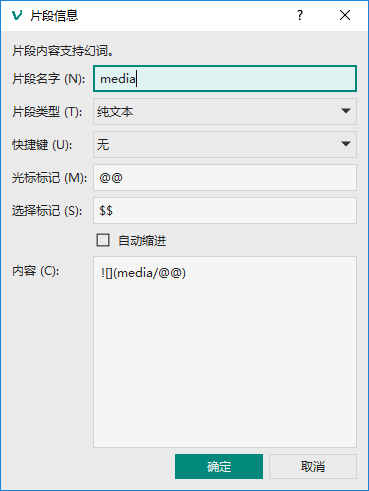 片段信息
片段内容支持幻词。
片段名字 (N): media
片段类型 (T): 纯文本
快捷键 (U): 无
光标标记 (M): @@
选择标记 (S): $$
自动缩进
内容 (C): ![](media/@@)
确定 取消